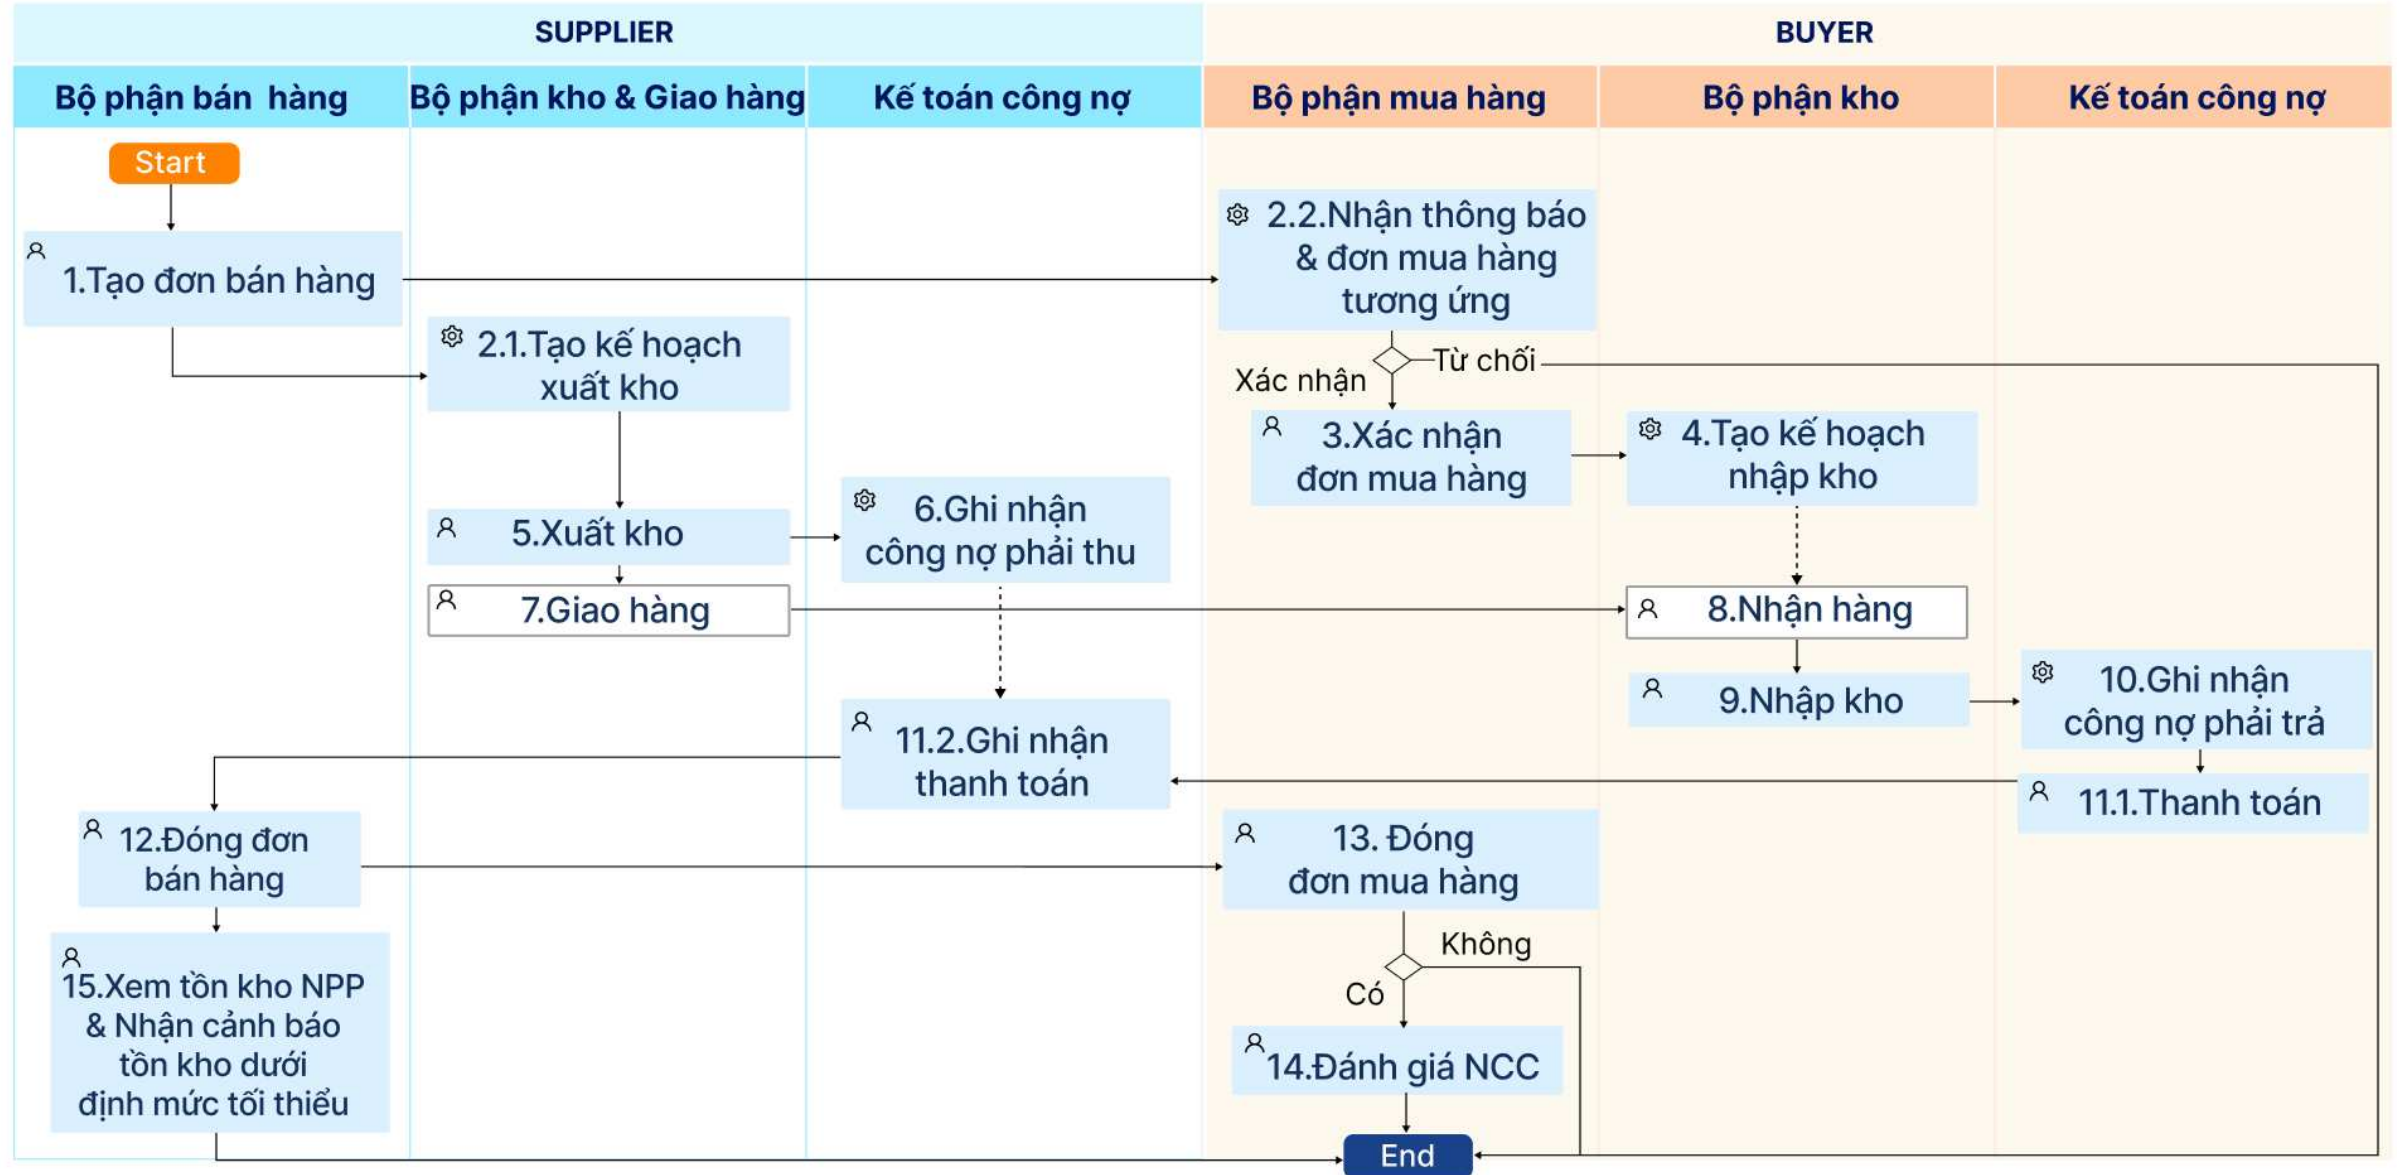 SUPPLIER
BUYER
Bộ phận bán hàng
Bộ phận kho & Giao hàng
Kế toán công nợ
Bộ phận mua hàng
Bộ phận kho
Kế toán công nợ
Start
1.Tạo đơn bán hàng
2.2.Nhận thông báo
& đơn mua hàng
tương ứng
2.1.Tạo kế hoạch
xuất kho
Từ chối
Xác nhận
3.Xác nhận
đơn mua hàng
4.Tạo kế hoạch
nhập kho
5.Xuất kho
6.Ghi nhận
công nợ phải thu
7.Giao hàng
8.Nhận hàng
9.Nhập kho
10.Ghi nhận
công nợ phải trả
11.2.Ghi nhận
thanh toán
11.1.Thanh toán
12.Đóng đơn
bán hàng
13. Đóng
đơn mua hàng
Không
Có
15.Xem tồn kho NPP
& Nhận cảnh báo
tồn kho dưới
định mức tối thiểu
14.Đánh giá NCC
End